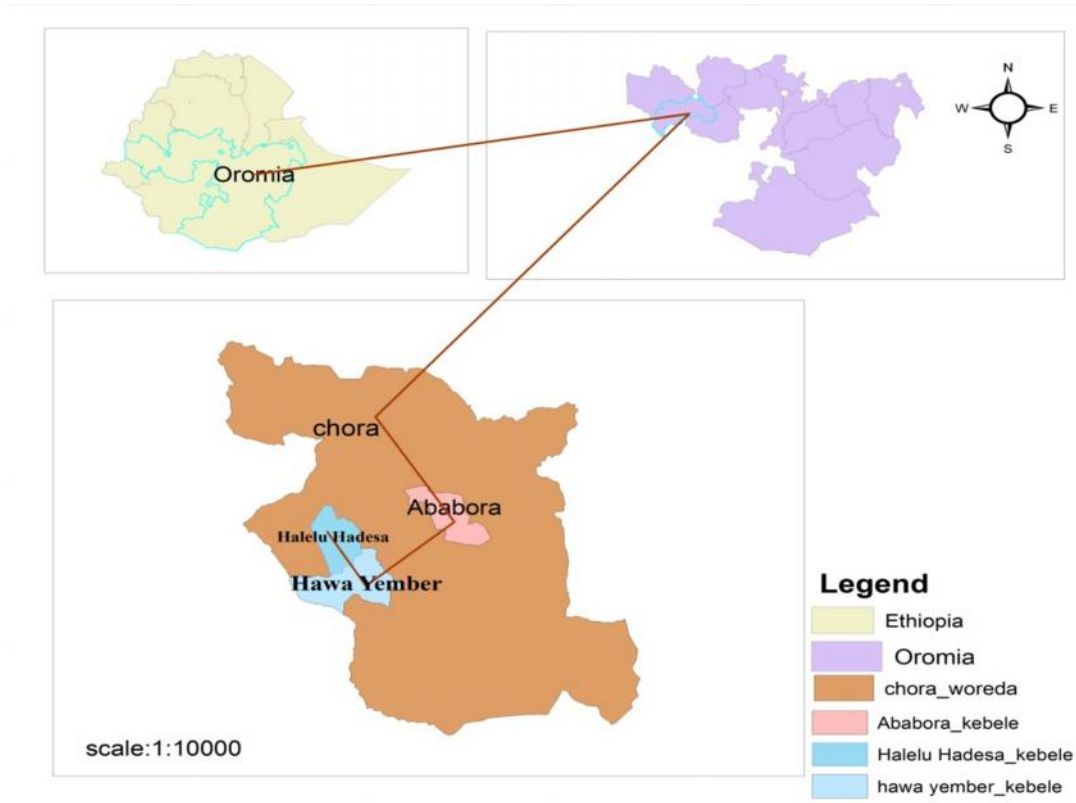 Oromia
N
W
E
S
chora
Ababora
Halelu Hadesa
Hawa Yember
scale:1:10000
Legend
Ethiopia
Oromia
chora_woreda
Ababora_kebele
Halelu Hadesa_kebele
hawa yember_kebele